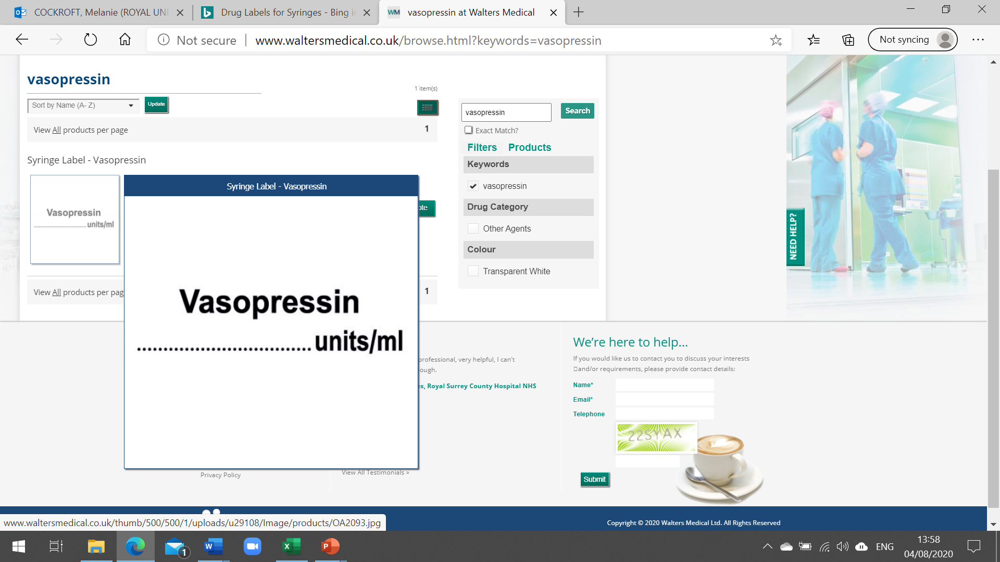 COCKROFT, Melanie (ROYAL UNI
Drug Labels for Syringes - Bing i
vasopressin at Walters Medical
Not secure
www.waltersmedical.co.uk/browse.html?keywords=vasopressin
Not syncing
vasopressin
1 item(s)
Sort by Name (A- Z)
Update
View All products per page
1
vasopressin
Search
Exact Match?
Filters Products
Keywords
vasopressin
Drug Category
Other Agents
Colour
Transparent White
NEED HELP?
Syringe Label - Vasopressin
Vasopressin
............................units/ml
Syringe Label - Vasopressin
Vasopressin
................................units/ml
ote
View All products per pag
1
professional, very helpful, I can't
ough.
es, Royal Surrey County Hospital NHS
View All Testimonials »
Privacy Policy
We're here to help...
If you would like us to contact you to discuss your interests
and/or requirements, please provide contact details:
Name*
Email*
Telephone
22SYAX
Submit
www.waltersmedical.co.uk/thumb/500/500/1/uploads/u29108/Image/products/OA2093.jpg
Copyright © 2020 Walters Medical Ltd. All Rights Reserved
1
ENG
13:58
04/08/2020